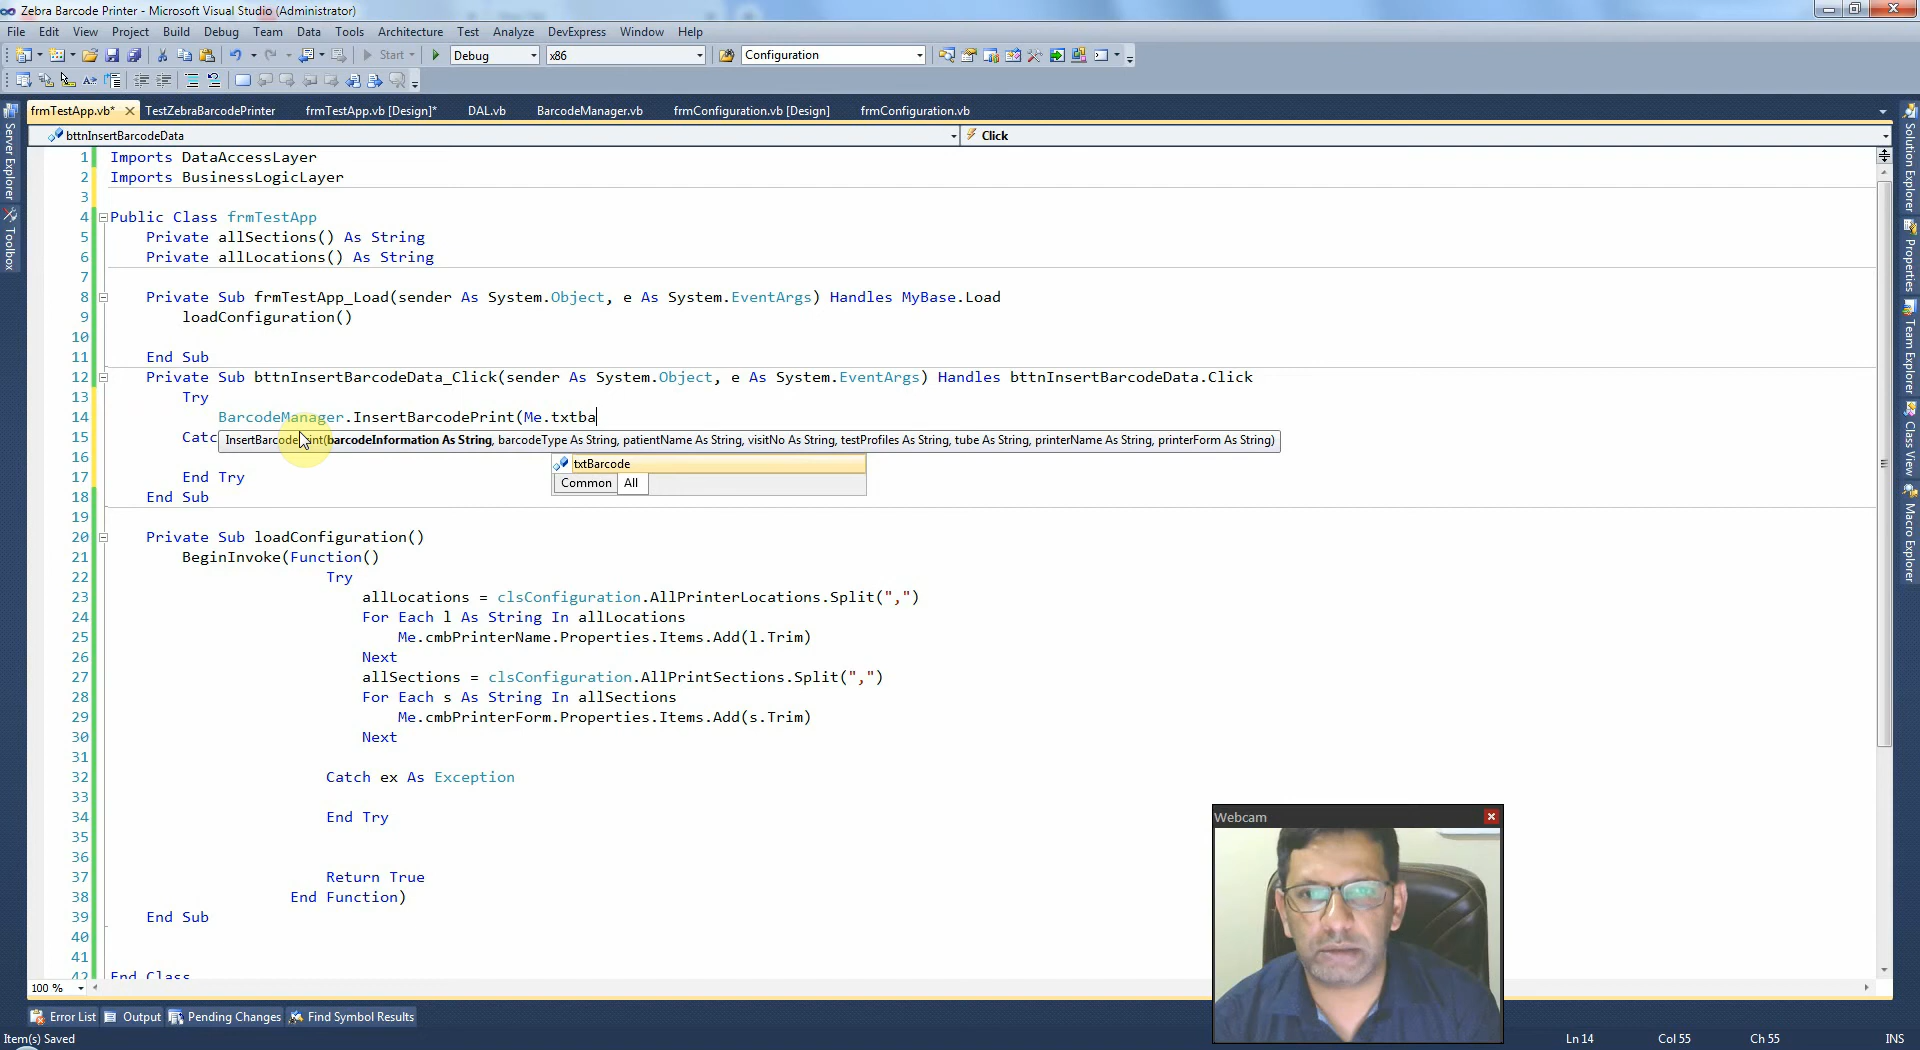 Zebra Barcode Printer - Microsoft Visual Studio (Administrator)
File Edit View Project Build Debug Team Data Tools Architecture Test Analyze DevExpress Window Help
Start Debug x86 Configuration
frmTestApp.vb* TestZebraBarcodePrinter frmTestApp.vb [Design]* DAL.vb BarcodeManager.vb frmConfiguration.vb [Design] frmConfiguration.vb
bttnInsertBarcodeData Click
1 Imports DataAccessLayer
2 Imports BusinessLogicLayer
3
4 Public Class frmTestApp
5 Private allSections() As String
6 Private allLocations() As String
7
8 Private Sub frmTestApp_Load(sender As System.Object, e As System.EventArgs) Handles MyBase.Load
9 loadConfiguration()
10
11 End Sub
12 Private Sub bttnInsertBarcodeData_Click(sender As System.Object, e As System.EventArgs) Handles bttnInsertBarcodeData.Click
13 Try
14 BarcodeManager.InsertBarcodePrint(Me.txtba
15 Catc
InsertBarcodePrint(barcodeInformation As String, barcodeType As String, patientName As String, visitNo As String, testProfiles As String, tube As String, printerName As String, printerForm As String)
16
txtBarcode
Common All
17 End Try
18 End Sub
19
20 Private Sub loadConfiguration()
21 BeginInvoke(Function()
22 Try
23 allLocations = clsConfiguration.AllPrinterLocations.Split(",")
24 For Each l As String In allLocations
25 Me.cmbPrinterName.Properties.Items.Add(l.Trim)
26 Next
27 allSections = clsConfiguration.AllPrintSections.Split(",")
28 For Each s As String In allSections
29 Me.cmbPrinterForm.Properties.Items.Add(s.Trim)
30 Next
31
32 Catch ex As Exception
33
34 End Try
35
36
37 Return True
38 End Function)
39 End Sub
40
41
42 End Class
100 %
Server Explorer
Toolbox
Solution Explorer
Properties
Team Explorer
Class View
Macro Explorer
Webcam
Error List Output Pending Changes Find Symbol Results
Item(s) Saved Ln 14 Col 55 Ch 55 INS